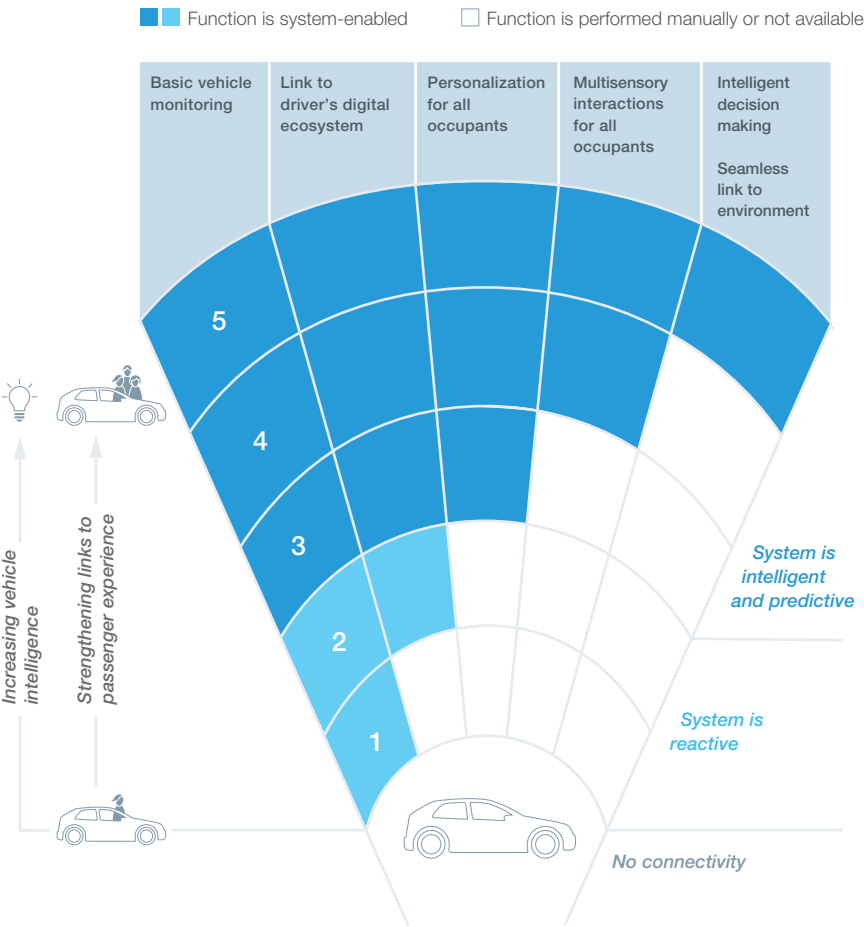 Function is system-enabled
Function is performed manually or not available
Basic vehicle
monitoring
Link to
driver's digital
ecosystem
Personalization
for all
occupants
Multisensory
interactions
for all
occupants
Intelligent
decision
making
Seamless
link to
environment
5
4
3
2
1
Increasing vehicle
intelligence
Strengthening links to
passenger experience
System is
intelligent
and predictive
System is
reactive
No connectivity